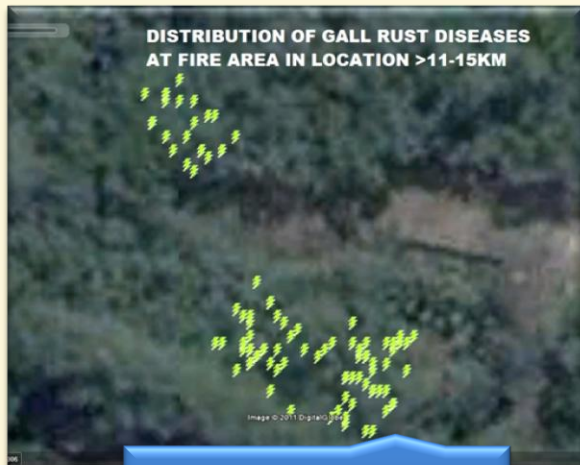 DISTRIBUTION OF GALL RUST DISEASES
AT FIRE AREA IN LOCATION >11-15KM
Image © 2011 DigitalGlobe